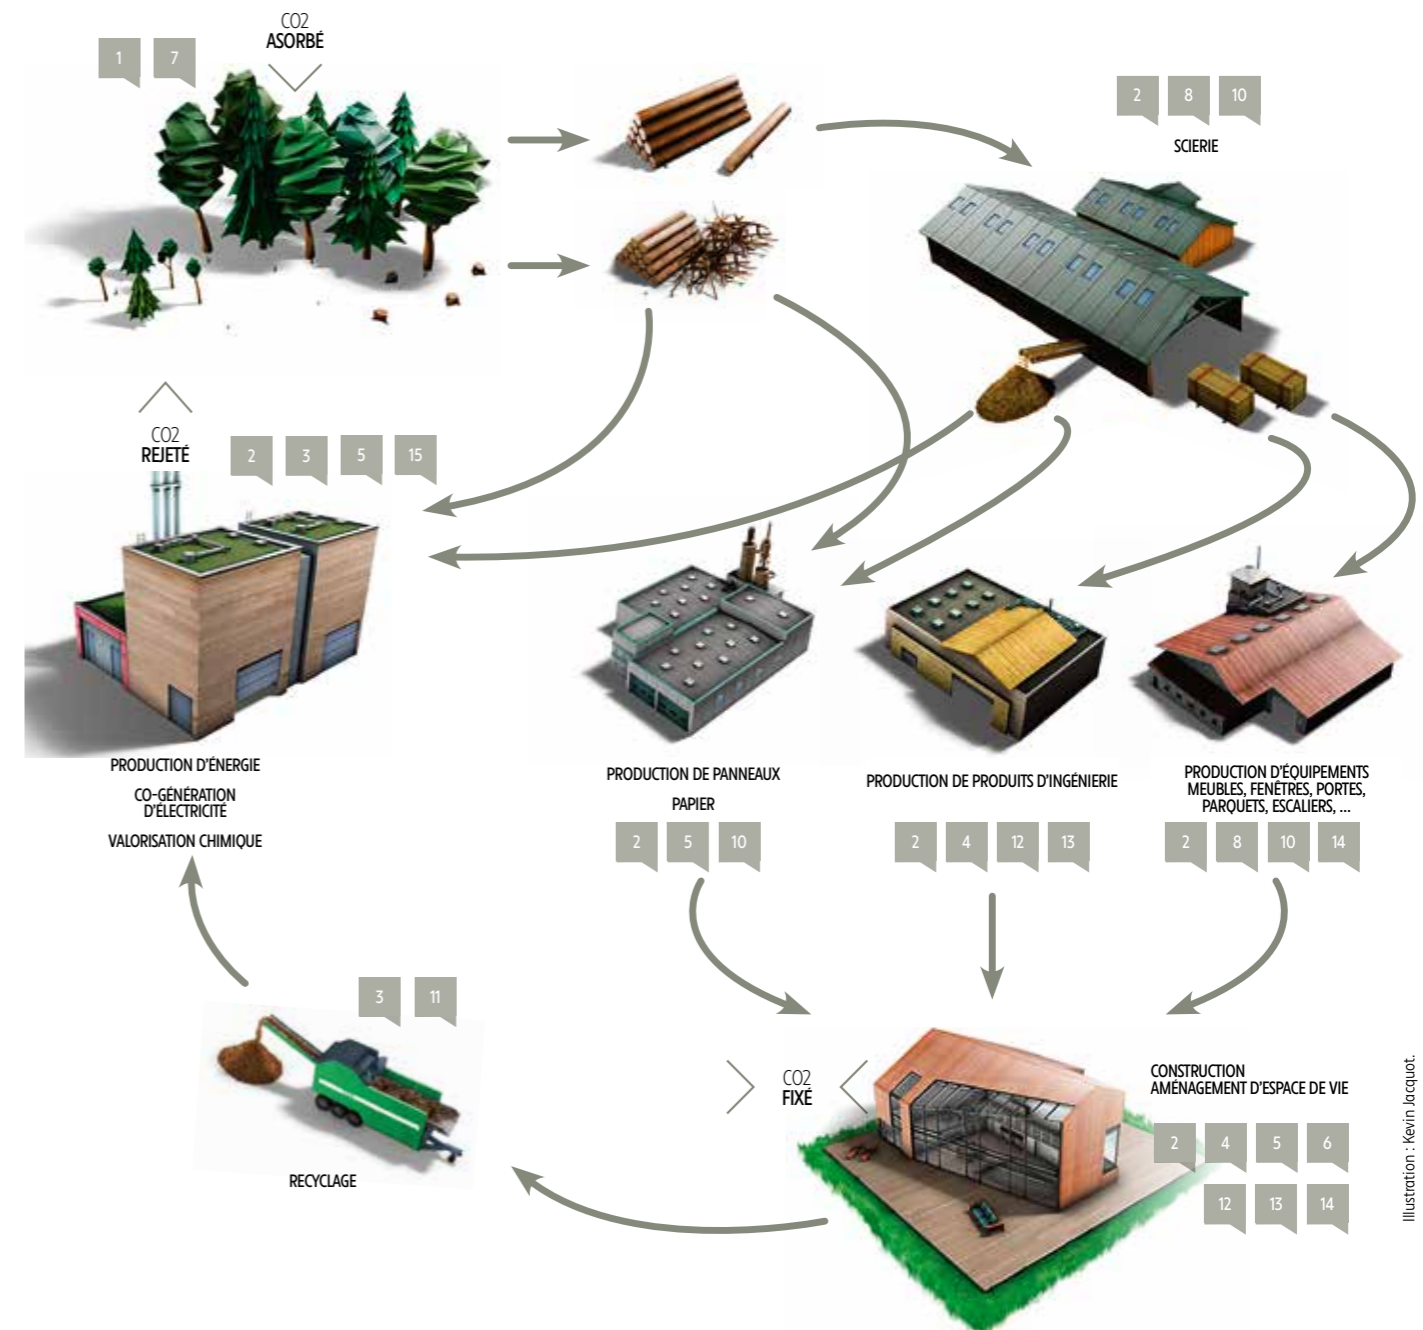 CO2
ASORBÉ
1 7
2 8 10
SCIERIE
CO2
REJETÉ
2 3 5 15
PRODUCTION D'ÉNERGIE
CO-GÉNÉRATION
D'ÉLECTRICITÉ
VALORISATION CHIMIQUE
PRODUCTION DE PANNEAUX
PAPIER
2 5 10
PRODUCTION DE PRODUITS D'INGÉNIERIE
2 4 12 13
PRODUCTION D'ÉQUIPEMENTS
MEUBLES, FENÊTRES, PORTES,
PARQUETS, ESCALIERS, ...
2 8 10 14
3 11
RECYCLAGE
CO2
FIXÉ
CONSTRUCTION
AMÉNAGEMENT D'ESPACE DE VIE
2 4 5 6
12 13 14
Illustration : Kevin Jacquot.